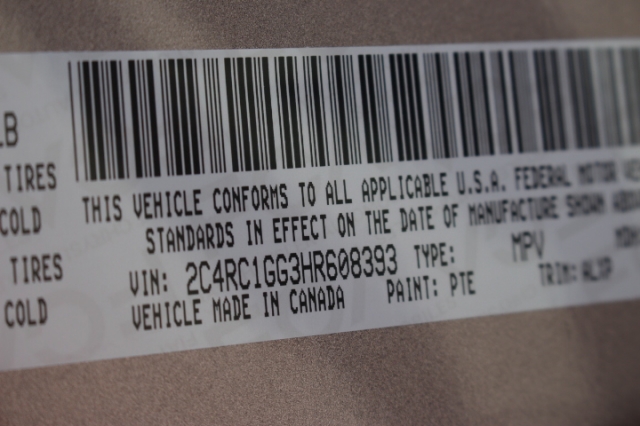 LB
TIRES
COLD
TIRES
COLD
THIS VEHICLE CONFORMS TO ALL APPLICABLE U.S.A. FEDERAL MOTOR
STANDARDS IN EFFECT ON THE DATE OF MANUFACTURE SHOWN
VIN: 2C4RC1GG3HR608393 TYPE: MPV
VEHICLE MADE IN CANADA PAINT: PTE TRIM: